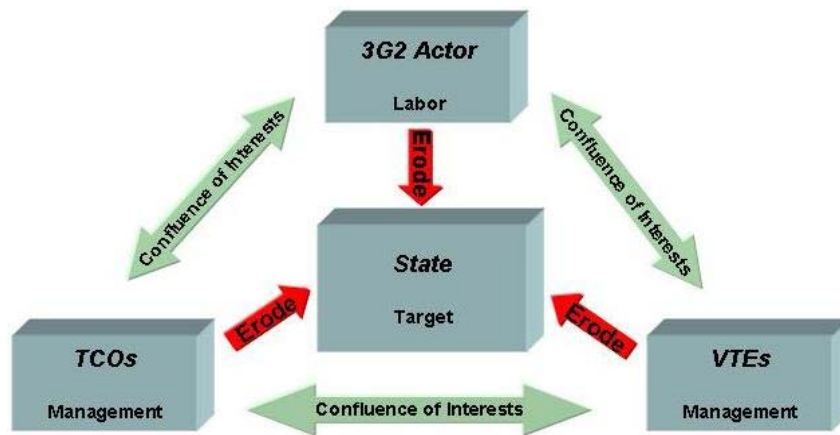 3G2 Actor
Labor
Confluence of Interests
Erode
Confluence of Interests
State
Target
Erode
Erode
TCOs
Management
VTEs
Management
Confluence of Interests